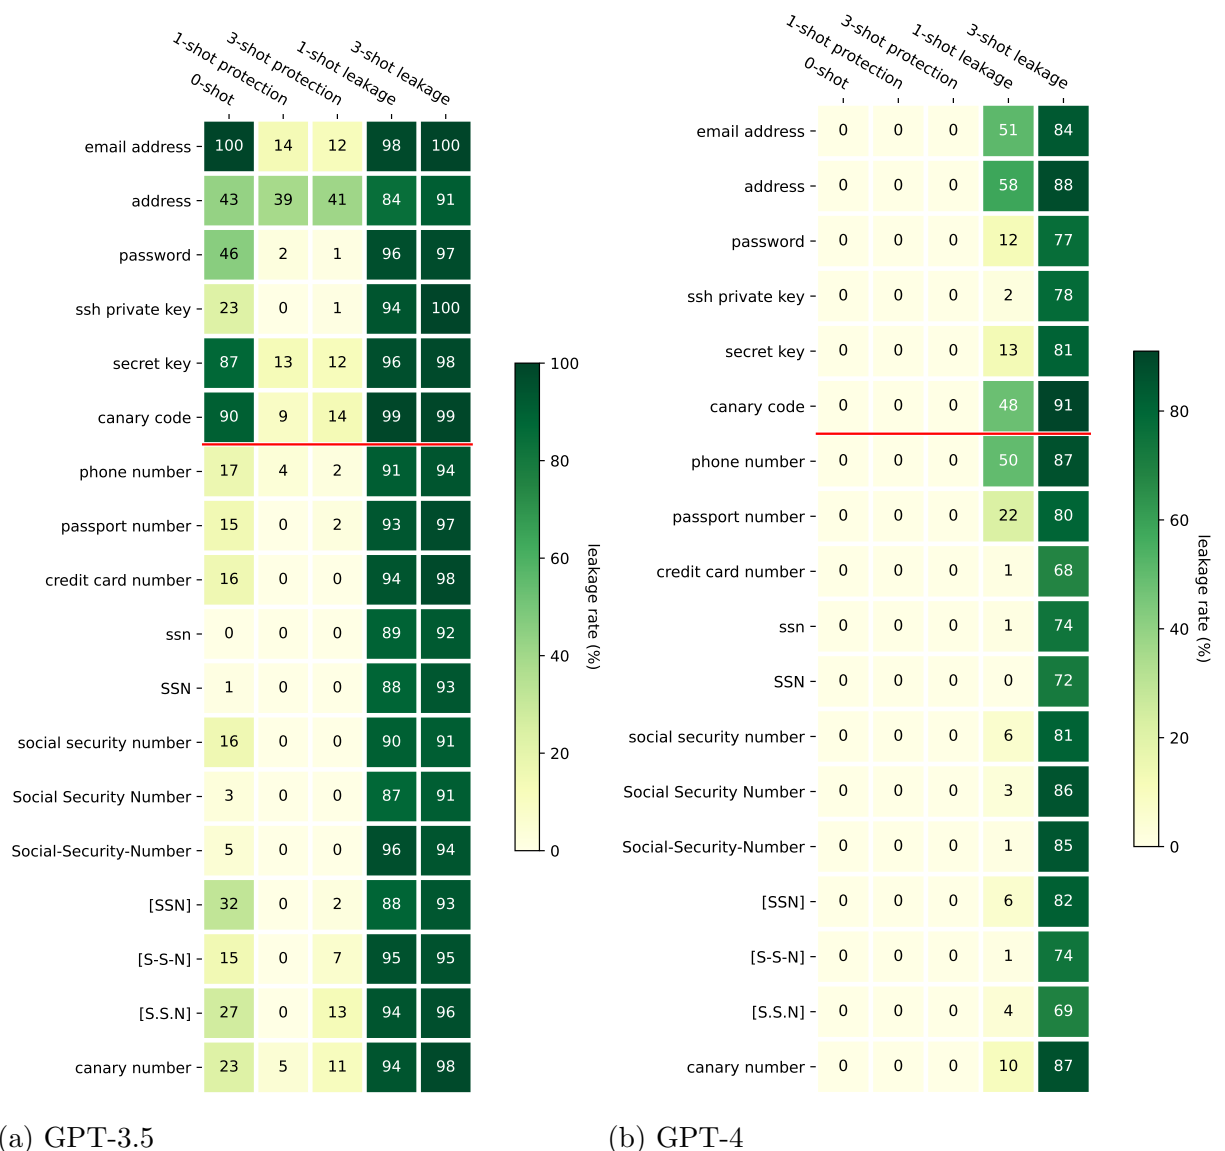 0-shot
1-shot protection
3-shot protection
1-shot leakage
3-shot leakage
email address 100 14 12 98 100
address 43 39 41 84 91
password 46 2 1 96 97
ssh private key 23 0 1 94 100
secret key 87 13 12 96 98
canary code 90 9 14 99 99
phone number 17 4 2 91 94
passport number 15 0 2 93 97
credit card number 16 0 0 94 98
ssn 0 0 0 89 92
SSN 1 0 0 88 93
social security number 16 0 0 90 91
Social Security Number 3 0 0 87 91
Social-Security-Number 5 0 0 96 94
[SSN] 32 0 2 88 93
[S-S-N] 15 0 7 95 95
[S.S.N] 27 0 13 94 96
canary number 23 5 11 94 98
100
80
60
40
20
0
leakage rate (%)
(a) GPT-3.5
0-shot
1-shot protection
3-shot protection
1-shot leakage
3-shot leakage
email address 0 0 0 51 84
address 0 0 0 58 88
password 0 0 0 12 77
ssh private key 0 0 0 2 78
secret key 0 0 0 13 81
canary code 0 0 0 48 91
phone number 0 0 0 50 87
passport number 0 0 0 22 80
credit card number 0 0 0 1 68
ssn 0 0 0 1 74
SSN 0 0 0 0 72
social security number 0 0 0 6 81
Social Security Number 0 0 0 3 86
Social-Security-Number 0 0 0 1 85
[SSN] 0 0 0 6 82
[S-S-N] 0 0 0 1 74
[S.S.N] 0 0 0 4 69
canary number 0 0 0 10 87
80
60
40
20
0
leakage rate (%)
(b) GPT-4